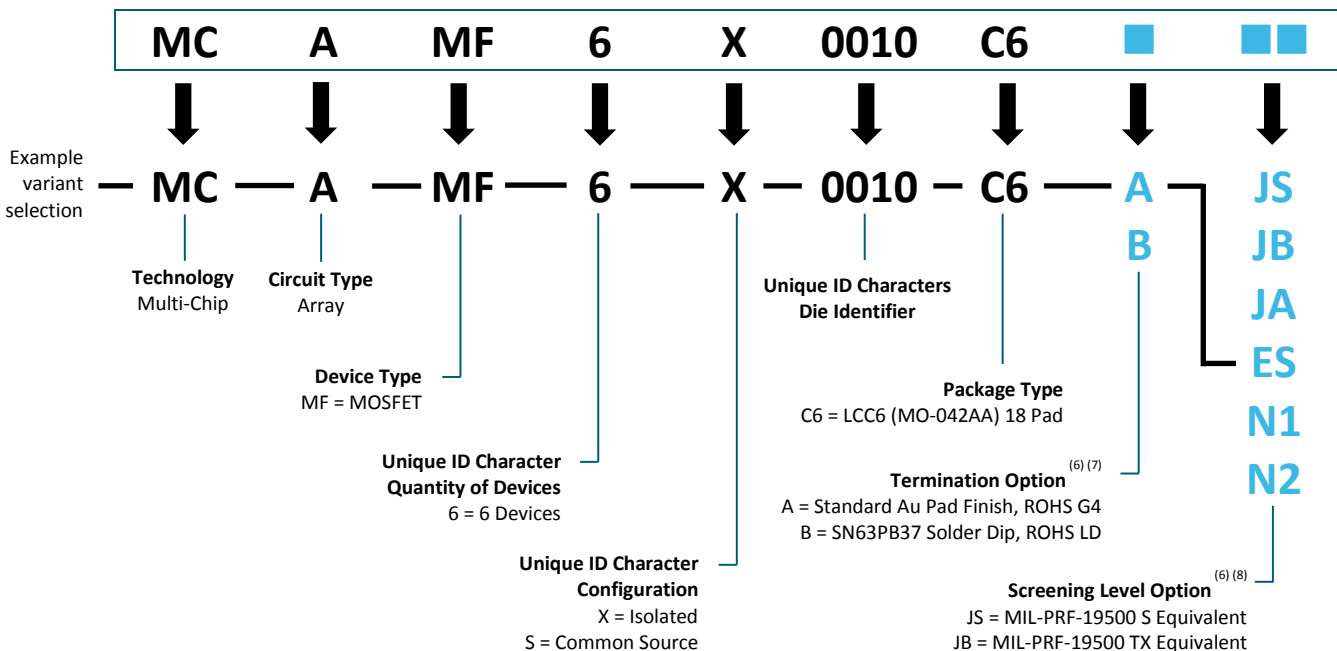 MC A MF 6 X 0010 C6
Example
variant
selection
MC A MF 6 X 0010 C6 A JS
B JB
JA
ES
N1
N2
Technology
Multi-Chip
Circuit Type
Array
Unique ID Characters
Die Identifier
Device Type
MF = MOSFET
Package Type
C6 = LCC6 (MO-042AA) 18 Pad
Unique ID Character
Quantity of Devices
6 = 6 Devices
Termination Option (6) (7)
A = Standard Au Pad Finish, ROHS G4
B = SN63PB37 Solder Dip, ROHS LD
Unique ID Character
Configuration
X = Isolated
S = Common Source
Screening Level Option (6) (8)
JS = MIL-PRF-19500 S Equivalent
JB = MIL-PRF-19500 TX Equivalent